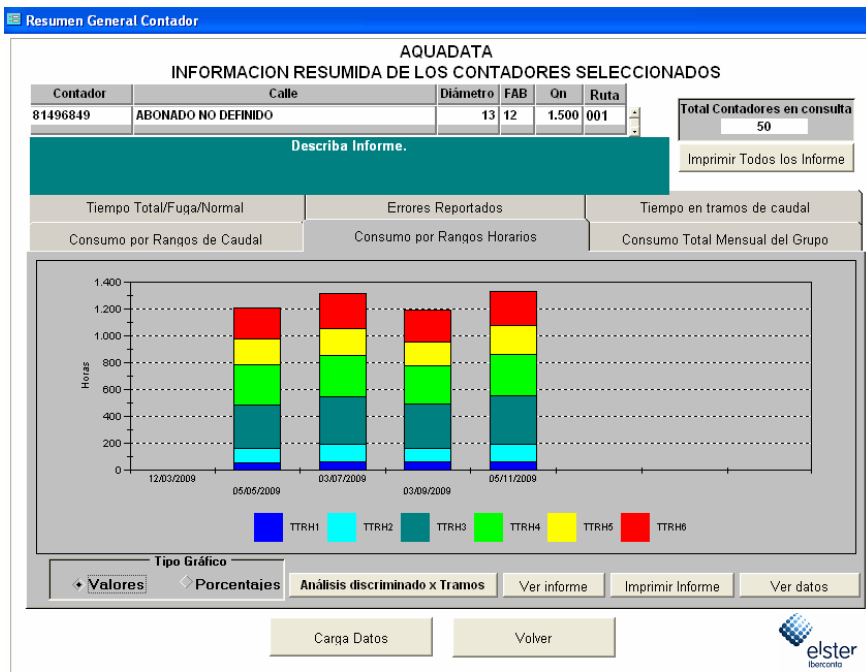 Resumen General Contador
AQUADATA
INFORMACION RESUMIDA DE LOS CONTADORES SELECCIONADOS
Contador Calle Diámetro FAB Qn Ruta
81496849 ABONADO NO DEFINIDO 13 12 1.500 001
Total Contadores en consulta
50
Describa Informe.
Imprimir Todos los Informe
Tiempo Total/Fuga/Normal Errores Reportados Tiempo en tramos de caudal
Consumo por Rangos de Caudal Consumo por Rangos Horarios Consumo Total Mensual del Grupo
1.400
1.200
1.000
800
600
400
200
0
Horas
12/03/2009 05/05/2009 03/07/2009 03/09/2009 05/11/2009
TTRH1 TTRH2 TTRH3 TTRH4 TTRH5 TTRH6
Tipo Gráfico
Valores Porcentajes Análisis discriminado x Tramos Ver informe Imprimir Informe Ver datos
Carga Datos Volver
elster
Iberconta